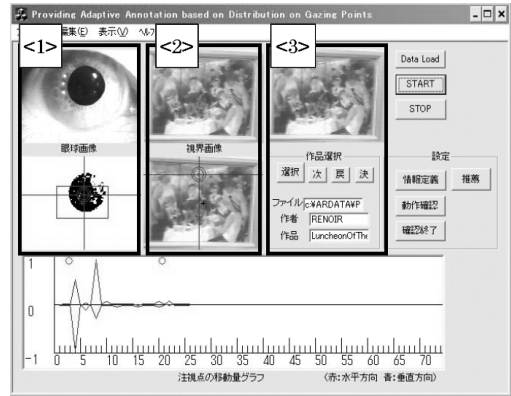 Providing Adaptive Annotation based on Distribution on Gazing Points
編集(E) 表示(V)
<1> <2> <3>
Data Load
START
STOP
眼球画像 視界画像
作品選択
選択 次 戻 決
ファイル c:¥ARDATA¥P
作者 RENOIR
作品 LuncheonOfThe
設定
情報定義 推薦
動作確認
確認終了
1
0
-1
0 5 10 15 20 25 30 35 40 45 50 55 60 65 70
注視点の移動量グラフ (赤:水平方向 青:垂直方向)